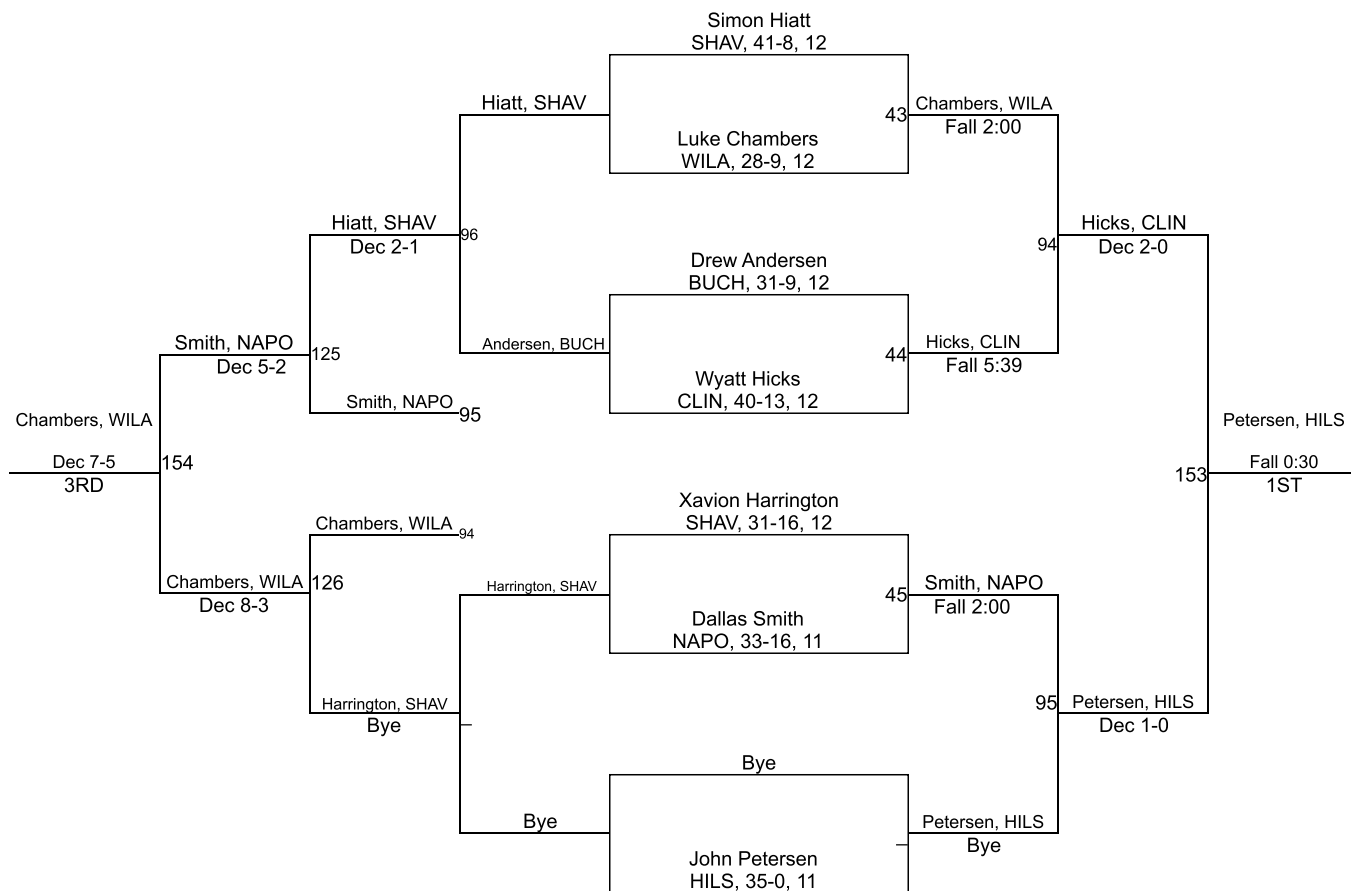 Simon Hiatt
SHAV, 41-8, 12
Hiatt, SHAV
43
Chambers, WILA
Fall 2:00
Luke Chambers
WILA, 28-9, 12
Hiatt, SHAV
Dec 2-1
96
94
Hicks, CLIN
Dec 2-0
Drew Andersen
BUCH, 31-9, 12
Smith, NAPO
Dec 5-2
125
Andersen, BUCH
44
Hicks, CLIN
Fall 5:39
Wyatt Hicks
CLIN, 40-13, 12
Smith, NAPO
95
Chambers, WILA
Dec 7-5
3RD
154
153
Petersen, HILS
Fall 0:30
1ST
Xavion Harrington
SHAV, 31-16, 12
Chambers, WILA
94
Chambers, WILA
Dec 8-3
126
Harrington, SHAV
45
Smith, NAPO
Fall 2:00
Dallas Smith
NAPO, 33-16, 11
Harrington, SHAV
Bye
95
Petersen, HILS
Dec 1-0
Bye
Bye
Petersen, HILS
Bye
John Petersen
HILS, 35-0, 11